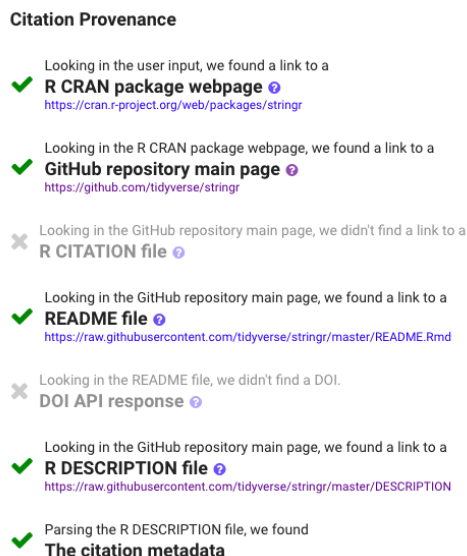 Citation Provenance
Looking in the user input, we found a link to a
R CRAN package webpage ?
https://cran.r-project.org/web/packages/stringr
Looking in the R CRAN package webpage, we found a link to a
GitHub repository main page ?
https://github.com/tidyverse/stringr
Looking in the GitHub repository main page, we didn't find a link to a
R CITATION file ?
Looking in the GitHub repository main page, we found a link to a
README file ?
https://raw.githubusercontent.com/tidyverse/stringr/master/README.Rmd
Looking in the README file, we didn't find a DOI.
DOI API response ?
Looking in the GitHub repository main page, we found a link to a
R DESCRIPTION file ?
https://raw.githubusercontent.com/tidyverse/stringr/master/DESCRIPTION
Parsing the R DESCRIPTION file, we found
The citation metadata